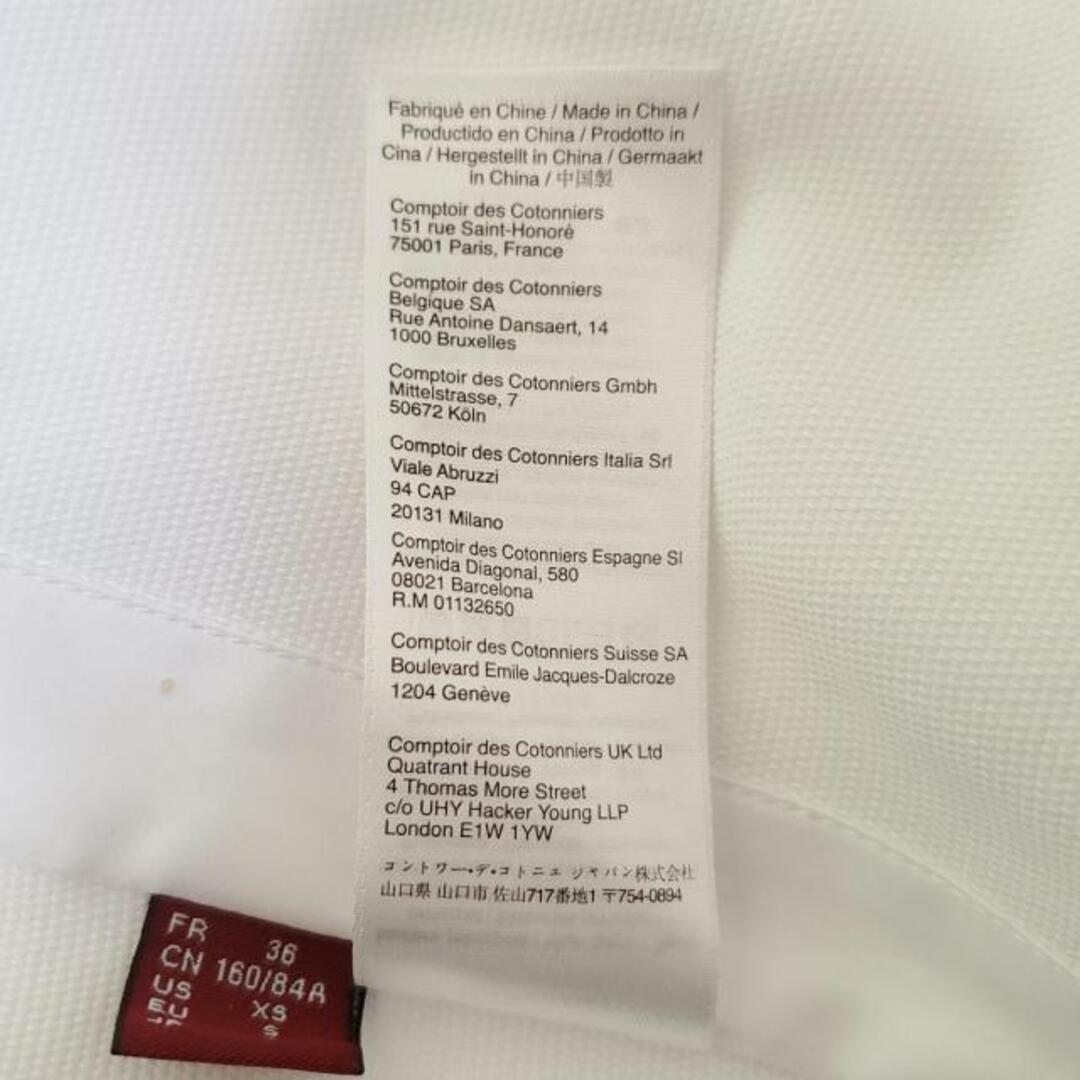 Fabriqué en Chine / Made in China /
Productido en China / Prodotto in
Cina / Hergestellt in China / Germaakt
in China / 中国製
Comptoir des Cotonniers
151 rue Saint-Honoré
75001 Paris, France
Comptoir des Cotonniers
Belgique SA
Rue Antoine Dansaert, 14
1000 Bruxelles
Comptoir des Cotonniers Gmbh
Mittelstrasse, 7
50672 Köln
Comptoir des Cotonniers Italia Srl
Viale Abruzzi
94 CAP
20131 Milano
Comptoir des Cotonniers Espagne Sl
Avenida Diagonal, 580
08021 Barcelona
R.M 01132650
Comptoir des Cotonniers Suisse SA
Boulevard Emile Jacques-Dalcroze
1204 Genève
Comptoir des Cotonniers UK Ltd
Quatrant House
4 Thomas More Street
c/o UHY Hacker Young LLP
London E1W 1YW
コントワー・デ・コトニエ ジャパン株式会社
山口県 山口市 佐山717番地1 〒754-0894
FR 36
CN 160/84A
US XS
EU S